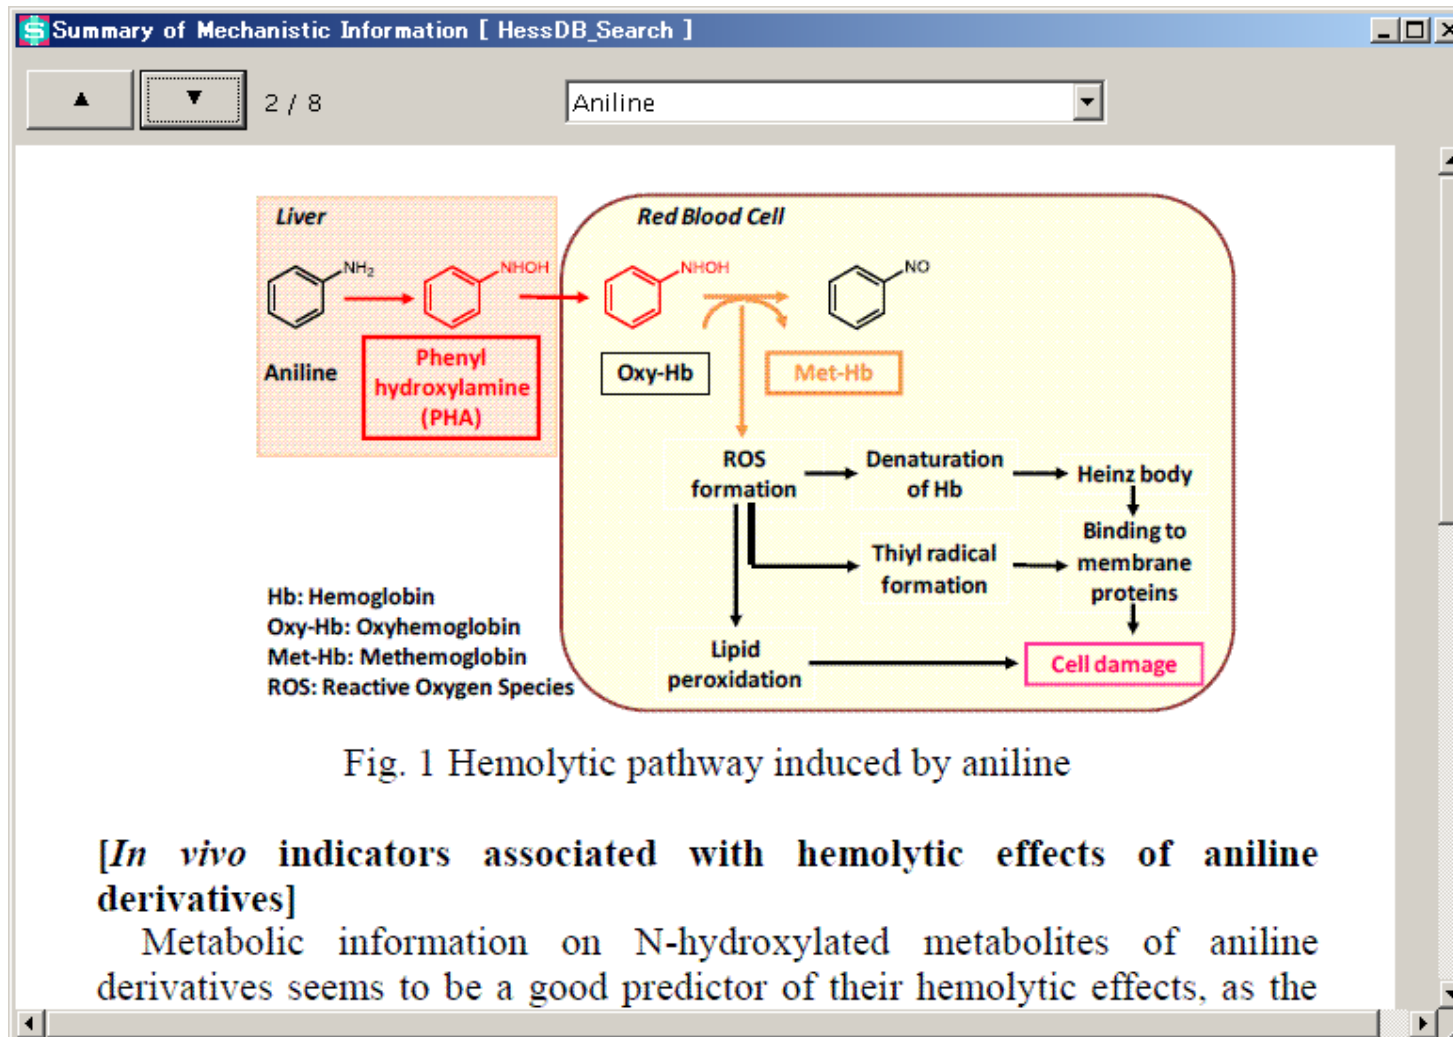 Summary of Mechanistic Information [ HessDB_Search ]
2 / 8
Aniline
Liver
Red Blood Cell
NH2
NHOH
NHOH
NO
Aniline
Phenyl
hydroxylamine
(PHA)
Oxy-Hb
Met-Hb
ROS
formation
Denaturation
of Hb
Heinz body
Thiyl radical
formation
Binding to
membrane
proteins
Lipid
peroxidation
Cell damage
Hb: Hemoglobin
Oxy-Hb: Oxyhemoglobin
Met-Hb: Methemoglobin
ROS: Reactive Oxygen Species
Fig. 1 Hemolytic pathway induced by aniline
[In vivo indicators associated with hemolytic effects of aniline
derivatives]
Metabolic information on N-hydroxylated metabolites of aniline
derivatives seems to be a good predictor of their hemolytic effects, as the